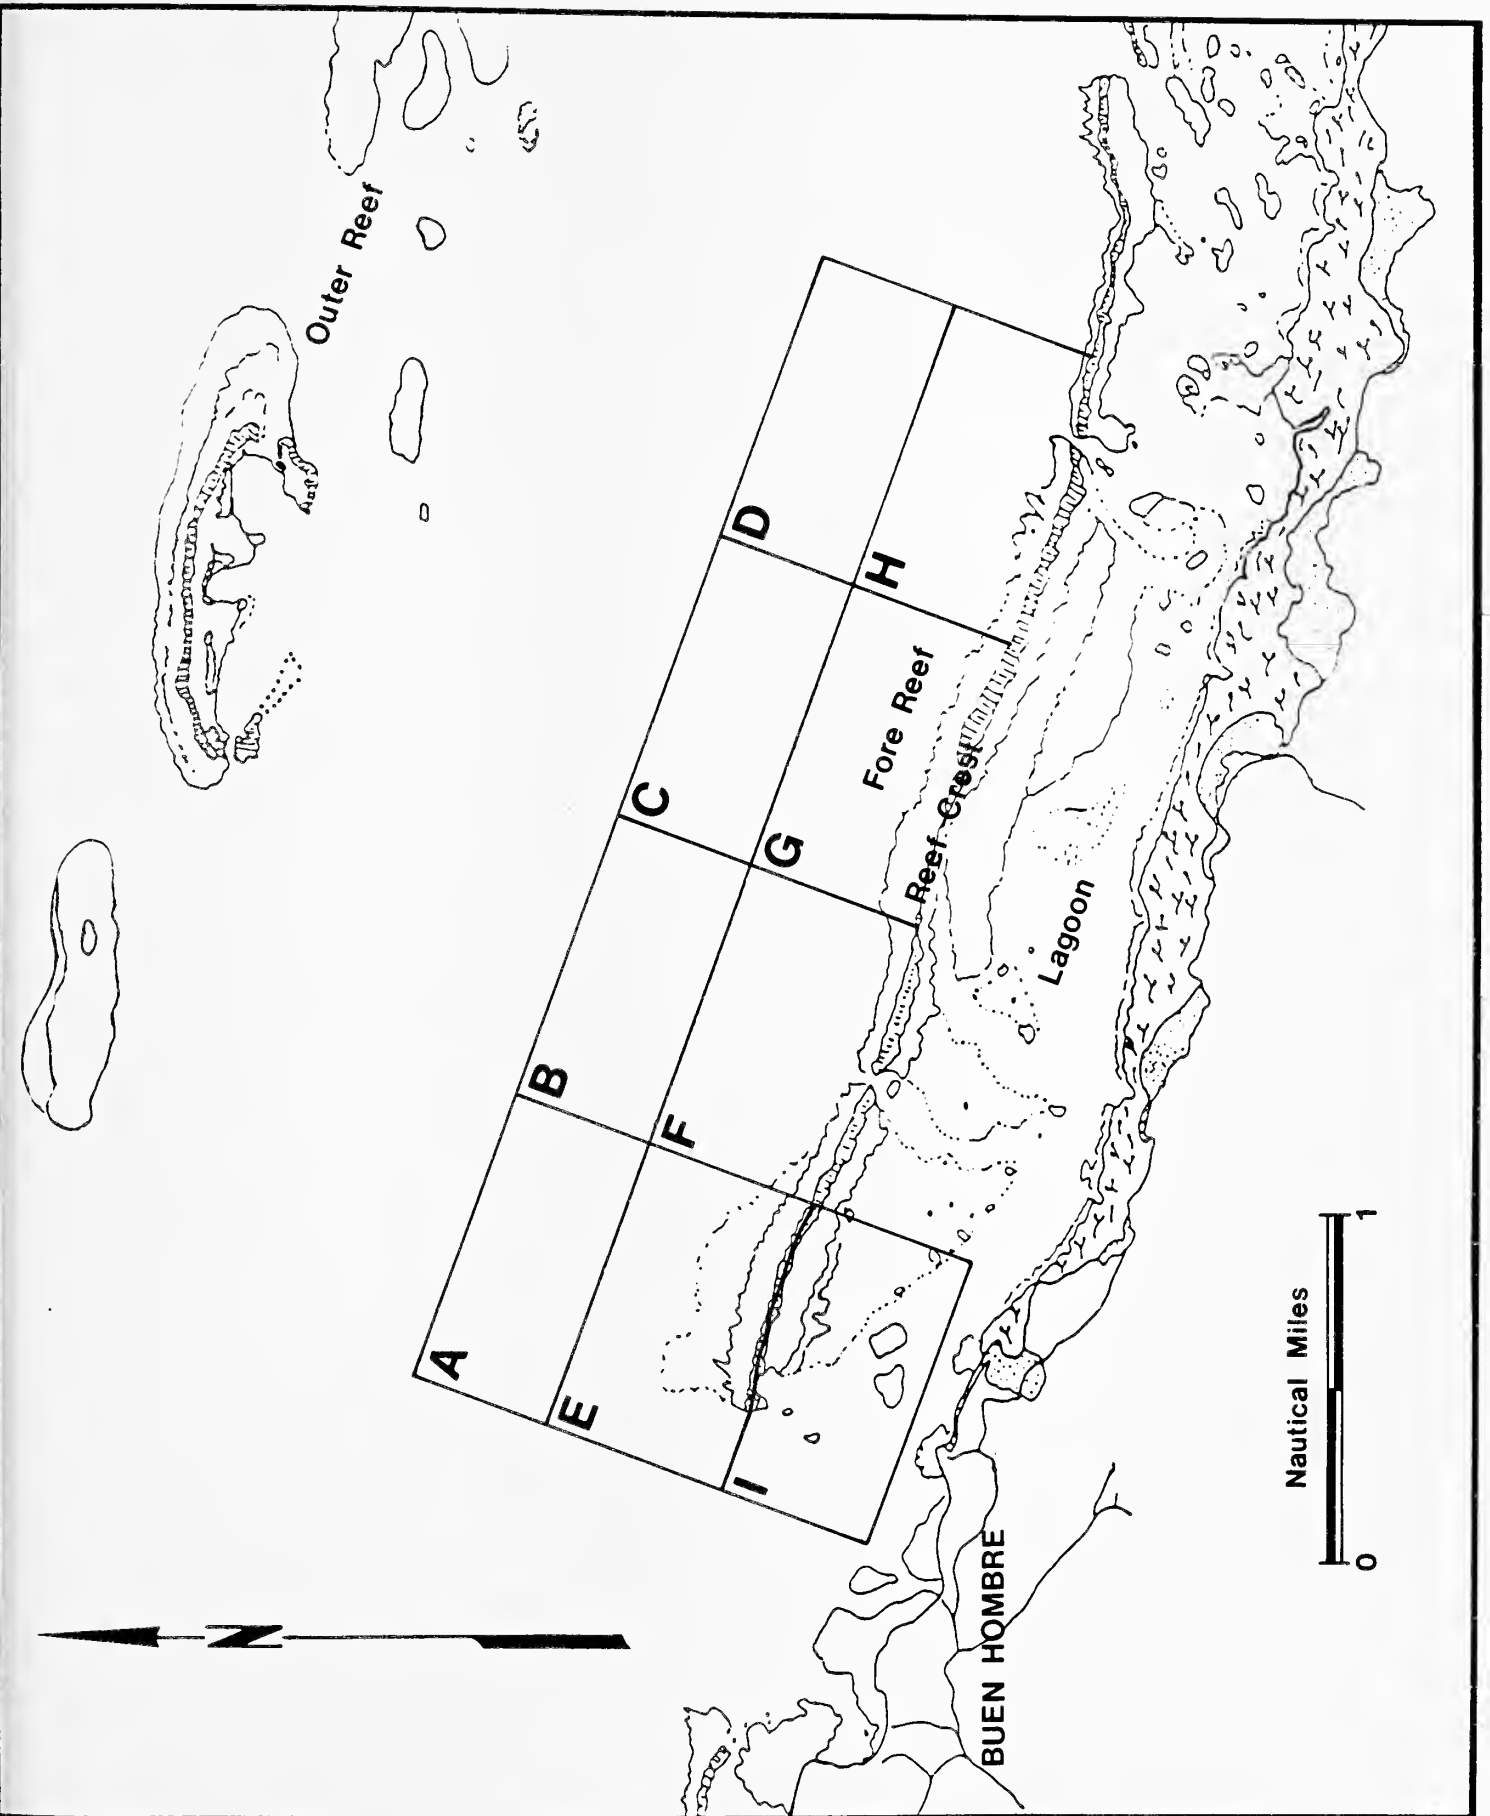 Outer Reef
D
H
C
G
Fore Reef
Reef Crest
B
F
Lagoon
A
E
I
N
BUEN HOMBRE
Nautical Miles
0 1